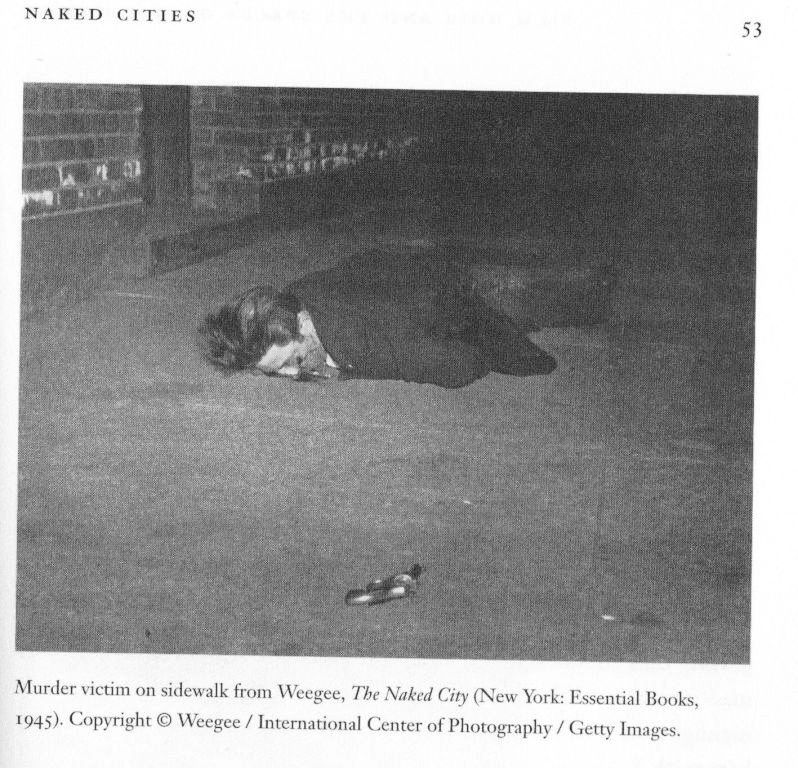 NAKED CITIES
53
Murder victim on sidewalk from Weegee, The Naked City (New York: Essential Books,
1945). Copyright © Weegee / International Center of Photography / Getty Images.